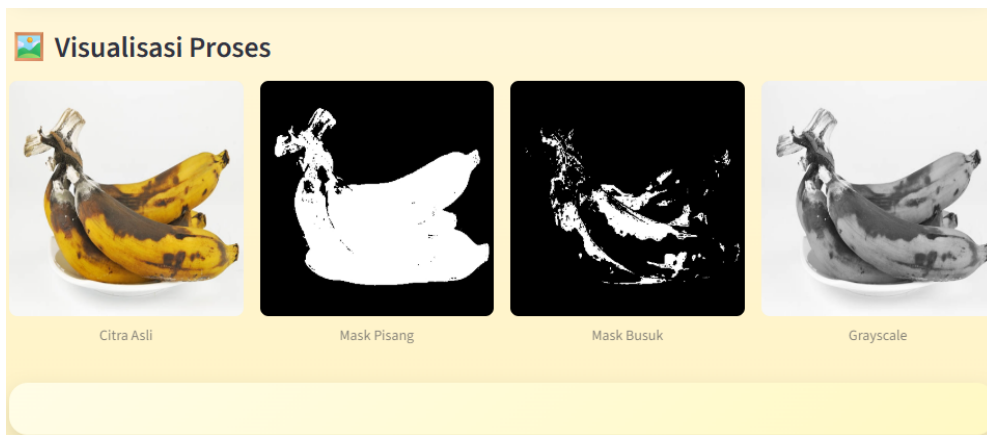 Visualisasi Proses
Citra Asli
Mask Pisang
Mask Busuk
Grayscale